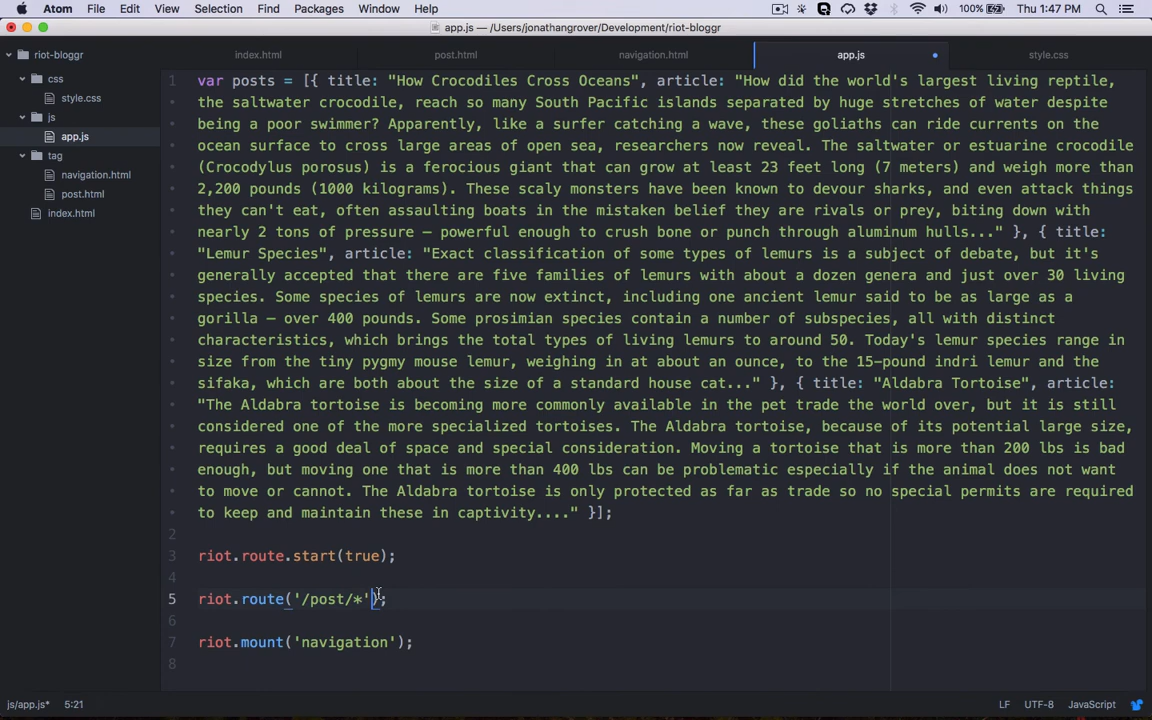 Atom File Edit View Selection Find Packages Window Help 100% Thu 1:47 PM
app.js — /Users/jonathangrover/Development/riot-bloggr
riot-bloggr
css
style.css
js
app.js
tag
navigation.html
post.html
index.html
index.html post.html navigation.html app.js style.css
1 var posts = [{ title: "How Crocodiles Cross Oceans", article: "How did the world's largest living reptile,
• the saltwater crocodile, reach so many South Pacific islands separated by huge stretches of water despite
• being a poor swimmer? Apparently, like a surfer catching a wave, these goliaths can ride currents on the
• ocean surface to cross large areas of open sea, researchers now reveal. The saltwater or estuarine crocodile
• (Crocodylus porosus) is a ferocious giant that can grow at least 23 feet long (7 meters) and weigh more than
• 2,200 pounds (1000 kilograms). These scaly monsters have been known to devour sharks, and even attack things
• they can't eat, often assaulting boats in the mistaken belief they are rivals or prey, biting down with
• nearly 2 tons of pressure — powerful enough to crush bone or punch through aluminum hulls..." }, { title:
• "Lemur Species", article: "Exact classification of some types of lemurs is a subject of debate, but it's
• generally accepted that there are five families of lemurs with about a dozen genera and just over 30 living
• species. Some species of lemurs are now extinct, including one ancient lemur said to be as large as a
• gorilla — over 400 pounds. Some prosimian species contain a number of subspecies, all with distinct
• characteristics, which brings the total types of living lemurs to around 50. Today's lemur species range in
• size from the tiny pygmy mouse lemur, weighing in at about an ounce, to the 15-pound indri lemur and the
• sifaka, which are both about the size of a standard house cat..." }, { title: "Aldabra Tortoise", article:
• "The Aldabra tortoise is becoming more commonly available in the pet trade the world over, but it is still
• considered one of the more specialized tortoises. The Aldabra tortoise, because of its potential large size,
• requires a good deal of space and special consideration. Moving a tortoise that is more than 200 lbs is bad
• enough, but moving one that is more than 400 lbs can be problematic especially if the animal does not want
• to move or cannot. The Aldabra tortoise is only protected as far as trade so no special permits are required
• to keep and maintain these in captivity...." }];
2
3 riot.route.start(true);
4
5 riot.route('/post/*');
6
7 riot.mount('navigation');
8
js/app.js* 5:21 LF UTF-8 JavaScript